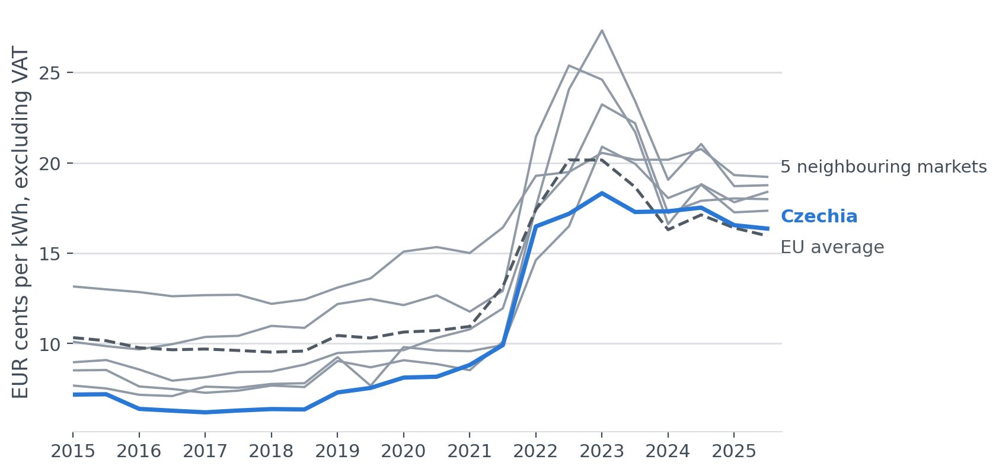 EUR cents per kWh, excluding VAT
25
20
15
10
5 neighbouring markets
Czechia
EU average
2015 2016 2017 2018 2019 2020 2021 2022 2023 2024 2025